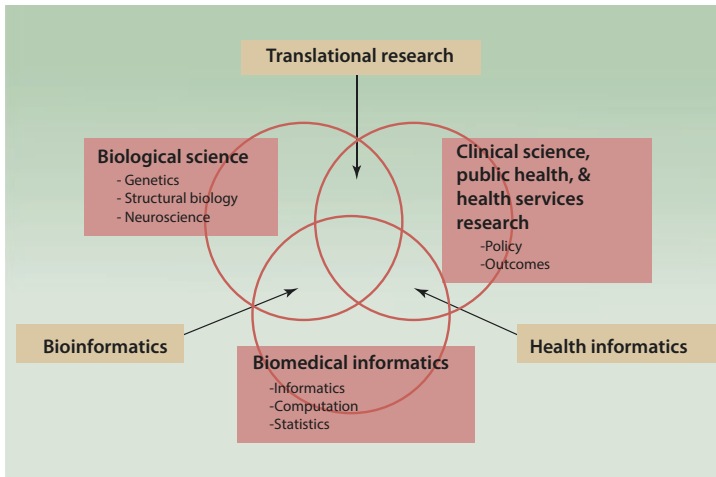 Translational research
Biological science
- Genetics
- Structural biology
- Neuroscience
Clinical science,
public health, &
health services
research
-Policy
-Outcomes
Bioinformatics
Health informatics
Biomedical informatics
-Informatics
-Computation
-Statistics